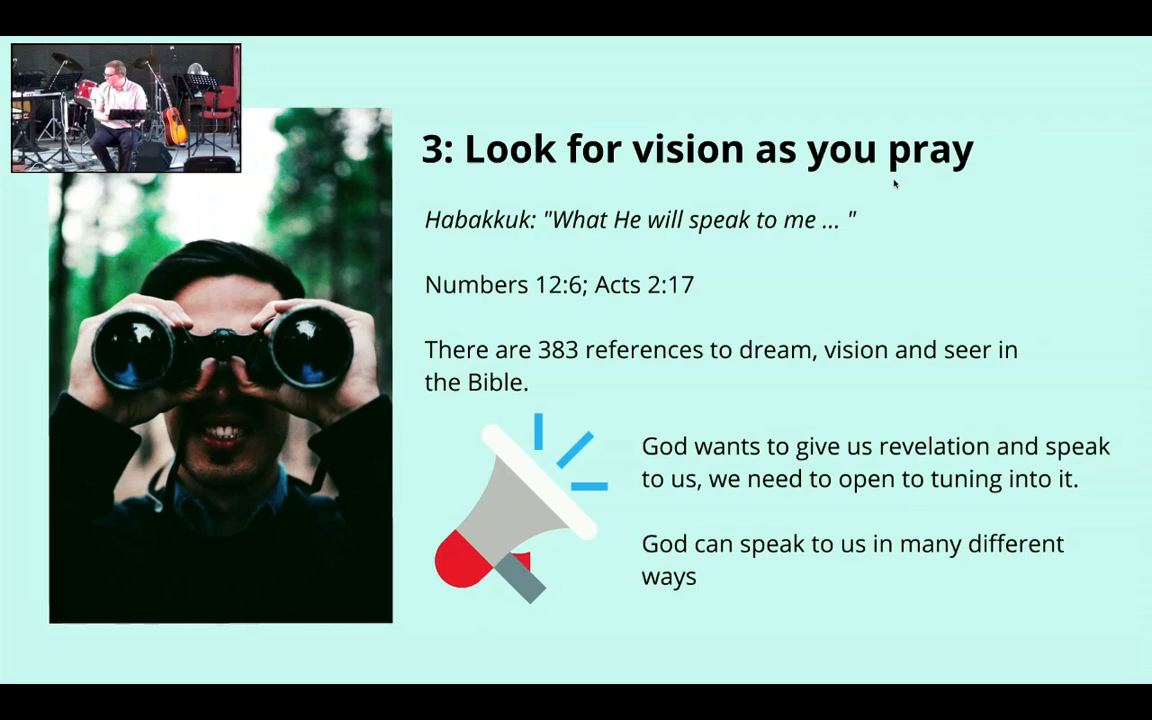 3: Look for vision as you pray
Habakkuk: "What He will speak to me ... "
Numbers 12:6; Acts 2:17
There are 383 references to dream, vision and seer in
the Bible.
God wants to give us revelation and speak
to us, we need to open to tuning into it.
God can speak to us in many different
ways